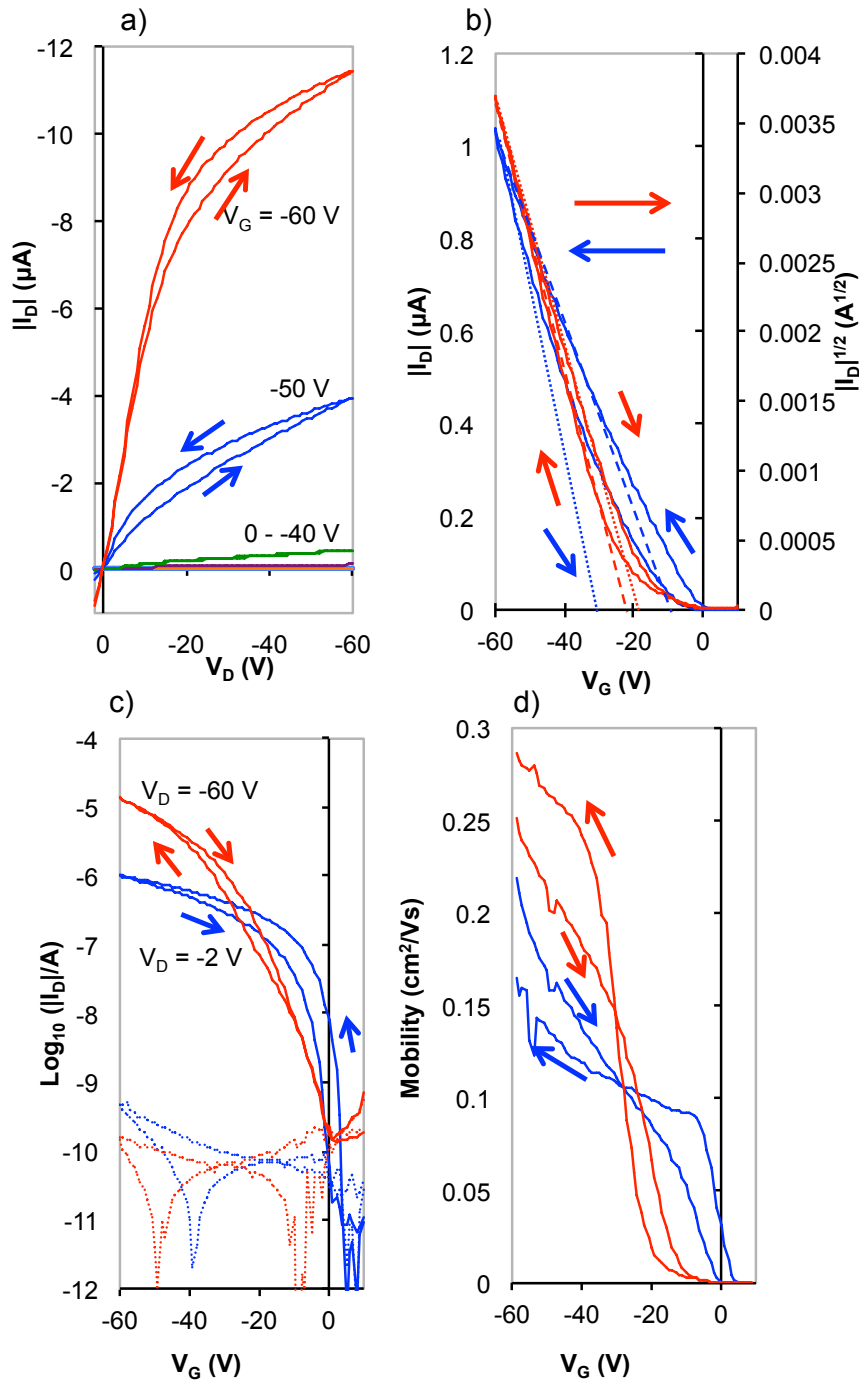 a)
-12
-10
-8
-6
-4
-2
0
|I_D| (µA)
V_G = -60 V
-50 V
0 - -40 V
0 -20 -40 -60
V_D (V)
b)
1.2
1
0.8
0.6
0.4
0.2
0
|I_D| (µA)
0.004
0.0035
0.003
0.0025
0.002
0.0015
0.001
0.0005
0
|I_D|^1/2 (A^1/2)
-60 -40 -20 0
V_G (V)
c)
-4
-5
-6
-7
-8
-9
-10
-11
-12
Log₁₀ (|I_D|/A)
V_D = -60 V
V_D = -2 V
-60 -40 -20 0
V_G (V)
d)
0.3
0.25
0.2
0.15
0.1
0.05
0
Mobility (cm²/Vs)
-60 -40 -20 0
V_G (V)